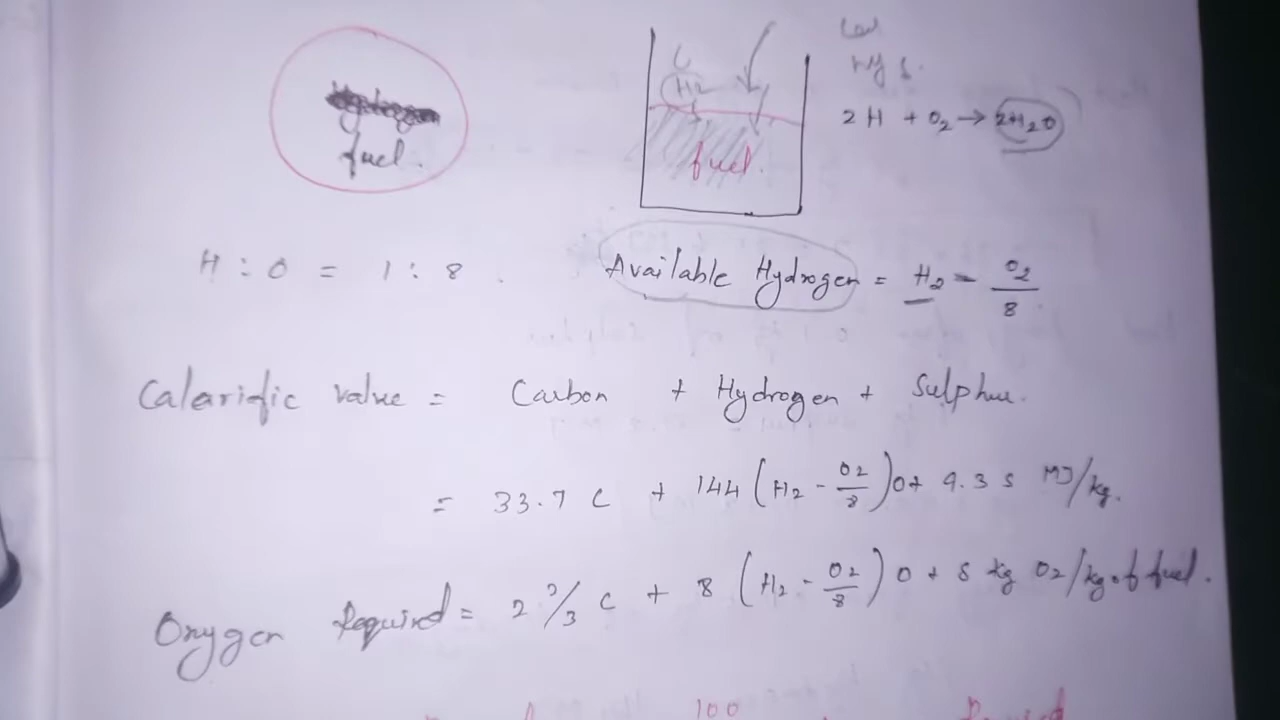 fuel.
C
H2
fuel.
2H + O2 → 2H2O
H : O = 1 : 8 .
Available Hydrogen = H2 - O2/8
Calarific value = Carbon + Hydrogen + Sulphur.
= 33.7 C + 144 (H2 - O2/8) O + 9.3 S MJ/kg.
Oxygen Required = 2 2/3 C + 8 (H2 - O2/8) O + S kg O2/kg of fuel.
100
Required